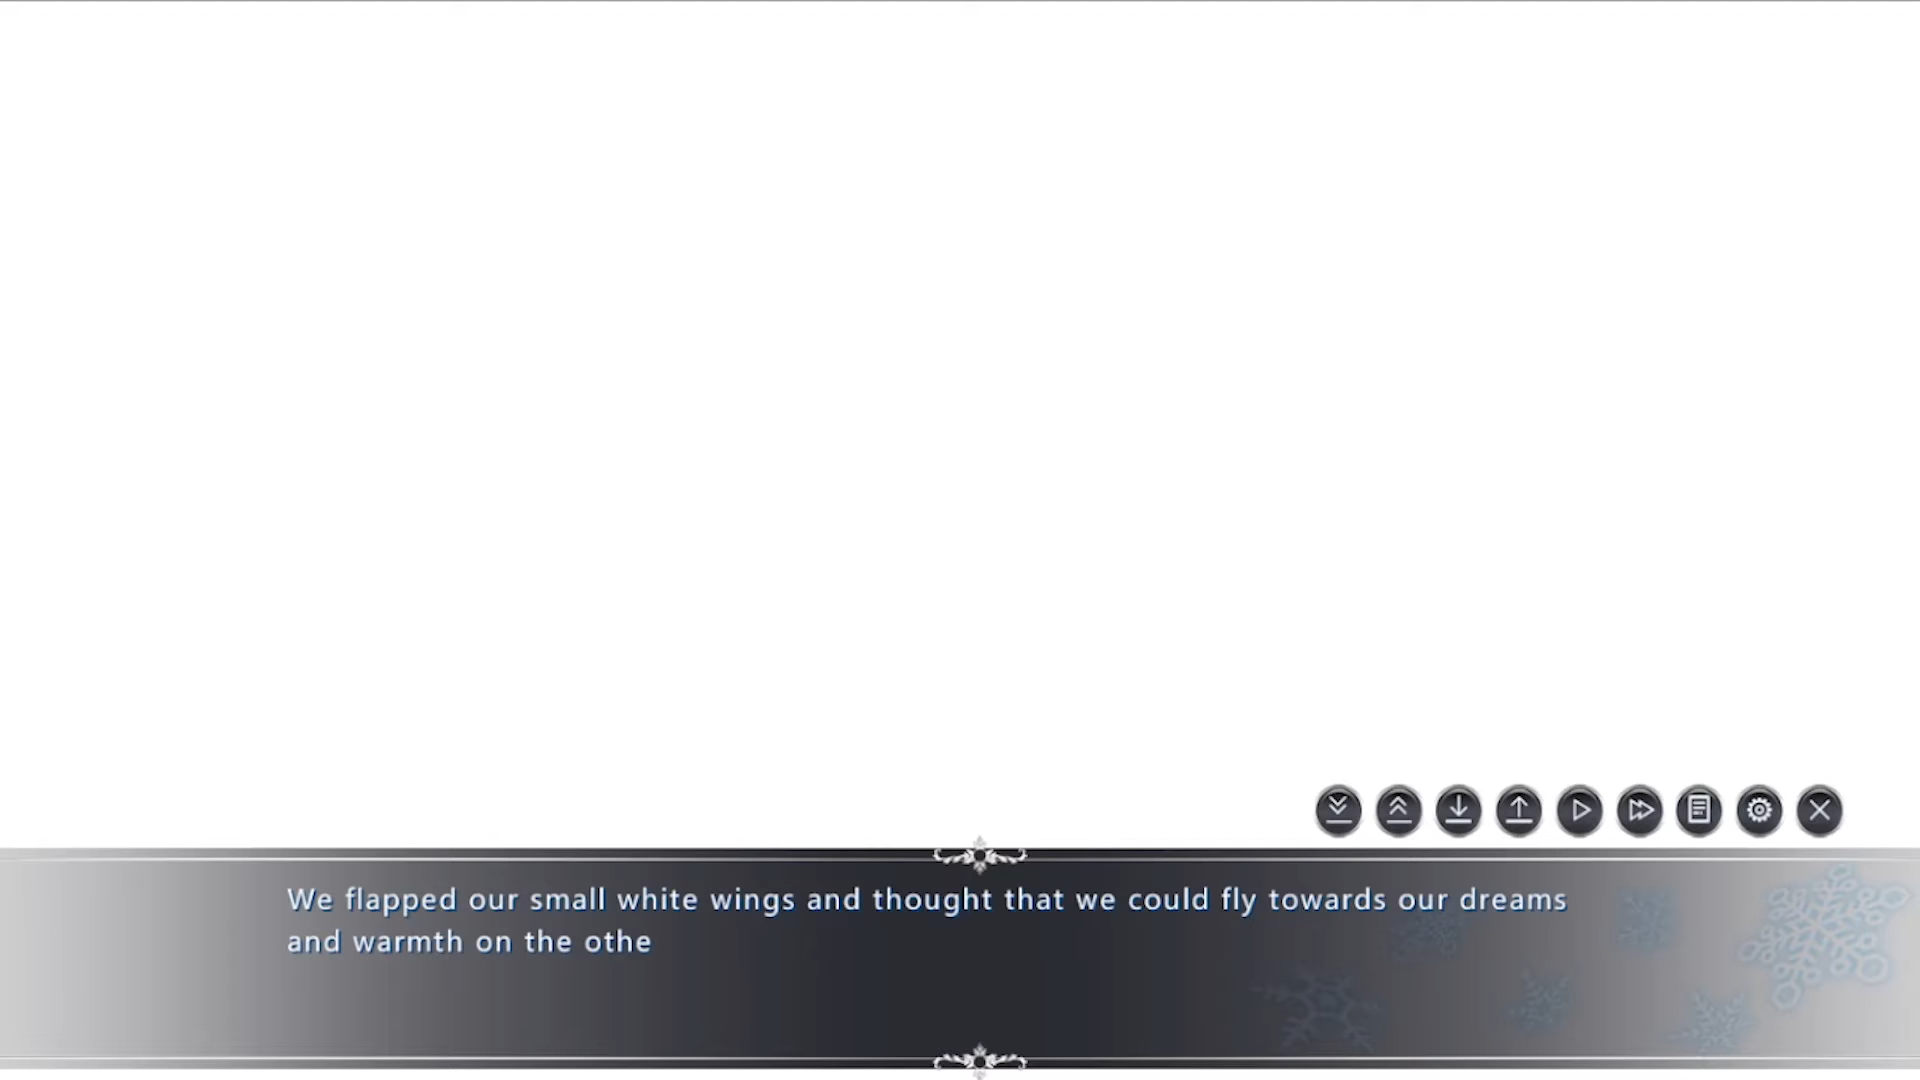 We flapped our small white wings and thought that we could fly towards our dreams
and warmth on the othe